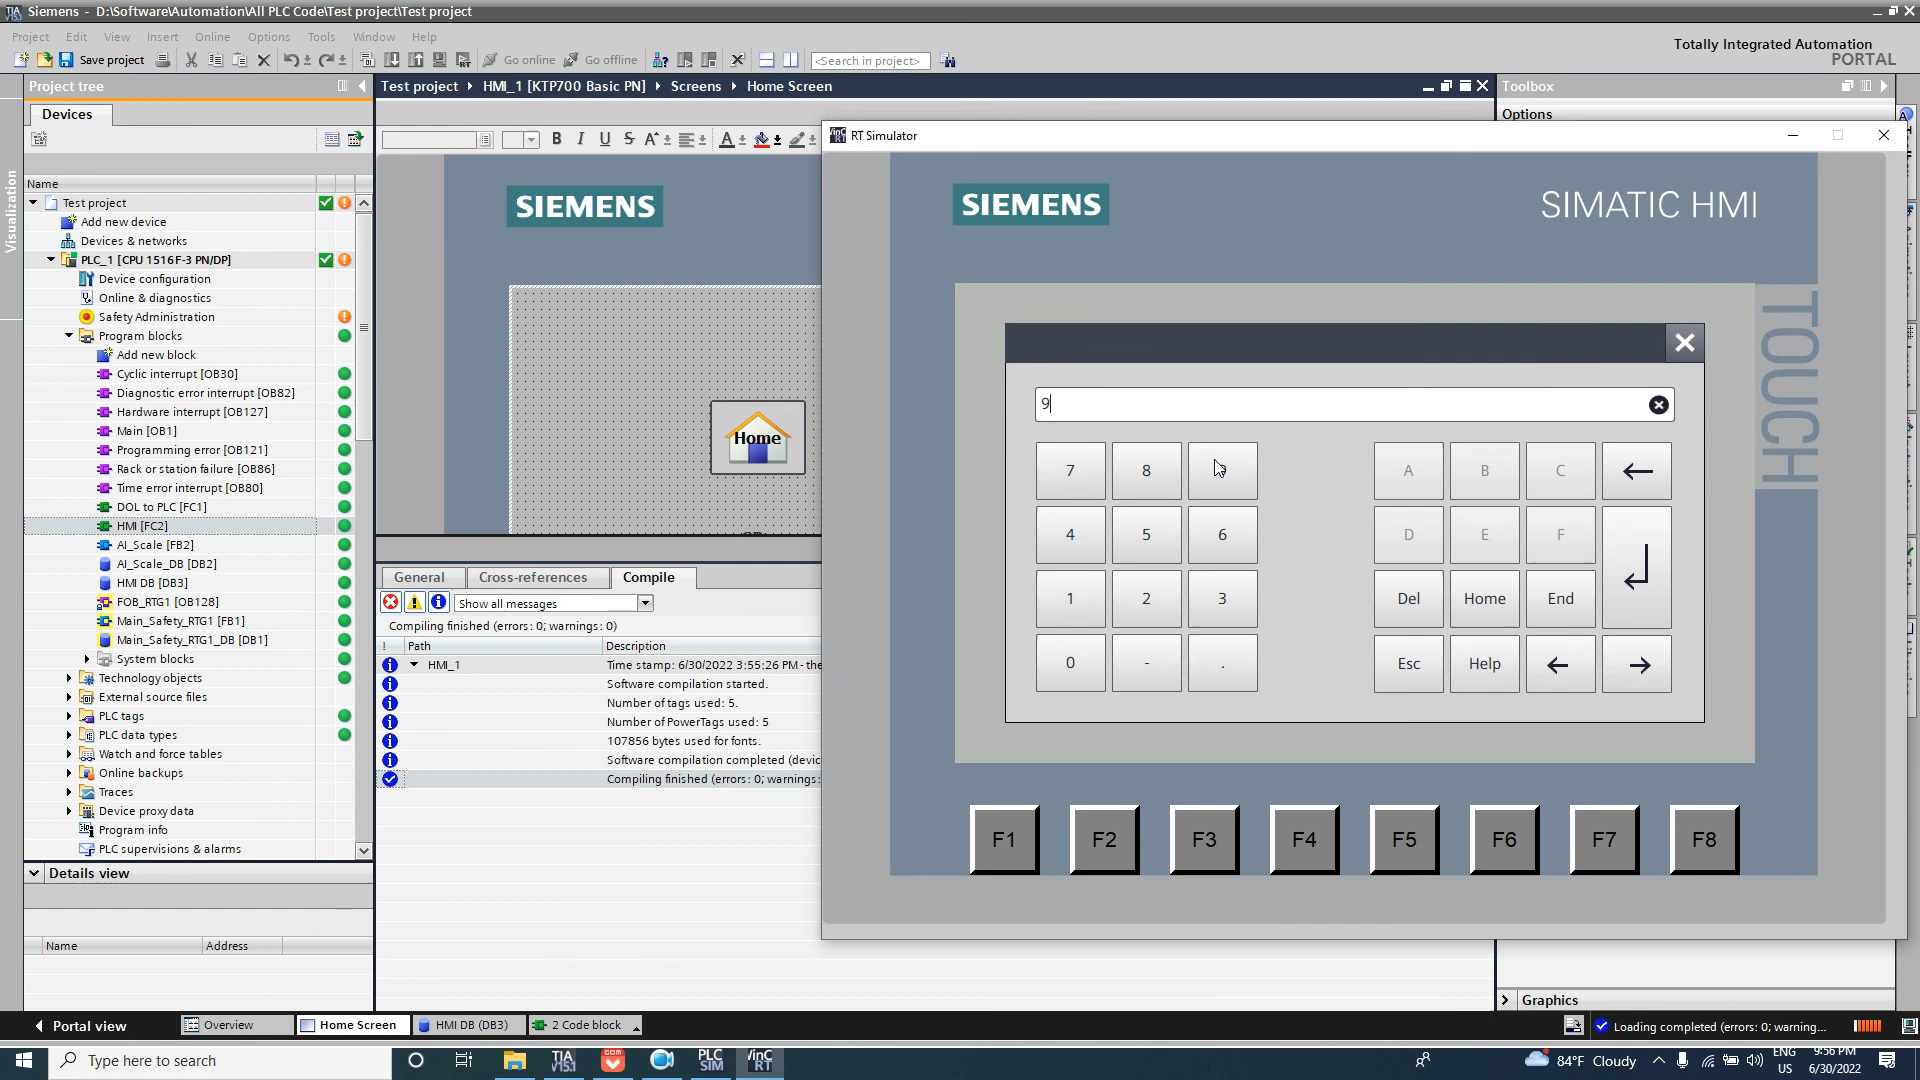 Siemens - D:\Software\Automation\All PLC Code\Test project\Test project
Project Edit View Insert Online Options Tools Window Help
Save project Go online Go offline <Search in project>
Totally Integrated Automation
PORTAL
Project tree
Test project HMI_1 [KTP700 Basic PN] Screens Home Screen
Toolbox
Devices
Options
Visualization
B I U S A A
Name
Test project
Add new device
Devices & networks
PLC_1 [CPU 1516F-3 PN/DP]
Device configuration
Online & diagnostics
Safety Administration
Program blocks
Add new block
Cyclic interrupt [OB30]
Diagnostic error interrupt [OB82]
Hardware interrupt [OB127]
Main [OB1]
Programming error [OB121]
Rack or station failure [OB86]
Time error interrupt [OB80]
DOL to PLC [FC1]
HMI [FC2]
AI_Scale [FB2]
AI_Scale_DB [DB2]
HMI DB [DB3]
FOB_RTG1 [OB128]
Main_Safety_RTG1 [FB1]
Main_Safety_RTG1_DB [DB1]
System blocks
Technology objects
External source files
PLC tags
PLC data types
Watch and force tables
Online backups
Traces
Device proxy data
Program info
PLC supervisions & alarms
Details view
Name Address
SIEMENS
Home
General Cross-references Compile
Show all messages
Compiling finished (errors: 0; warnings: 0)
! Path Description
HMI_1 Time stamp: 6/30/2022 3:55:26 PM - the
Software compilation started.
Number of tags used: 5.
Number of PowerTags used: 5
107856 bytes used for fonts.
Software compilation completed (devic
Compiling finished (errors: 0; warnings:
RT Simulator
SIEMENS
SIMATIC HMI
TOUCH
9
7 8 9 A B C ←
4 5 6 D E F
1 2 3 Del Home End
0 - . Esc Help ← →
F1 F2 F3 F4 F5 F6 F7 F8
Graphics
Portal view Overview Home Screen HMI DB (DB3) 2 Code block
Loading completed (errors: 0; warning...
Type here to search
TIA
V15.1
PLC
SIM
WinC
RT
84°F Cloudy
ENG
US
9:56 PM
6/30/2022